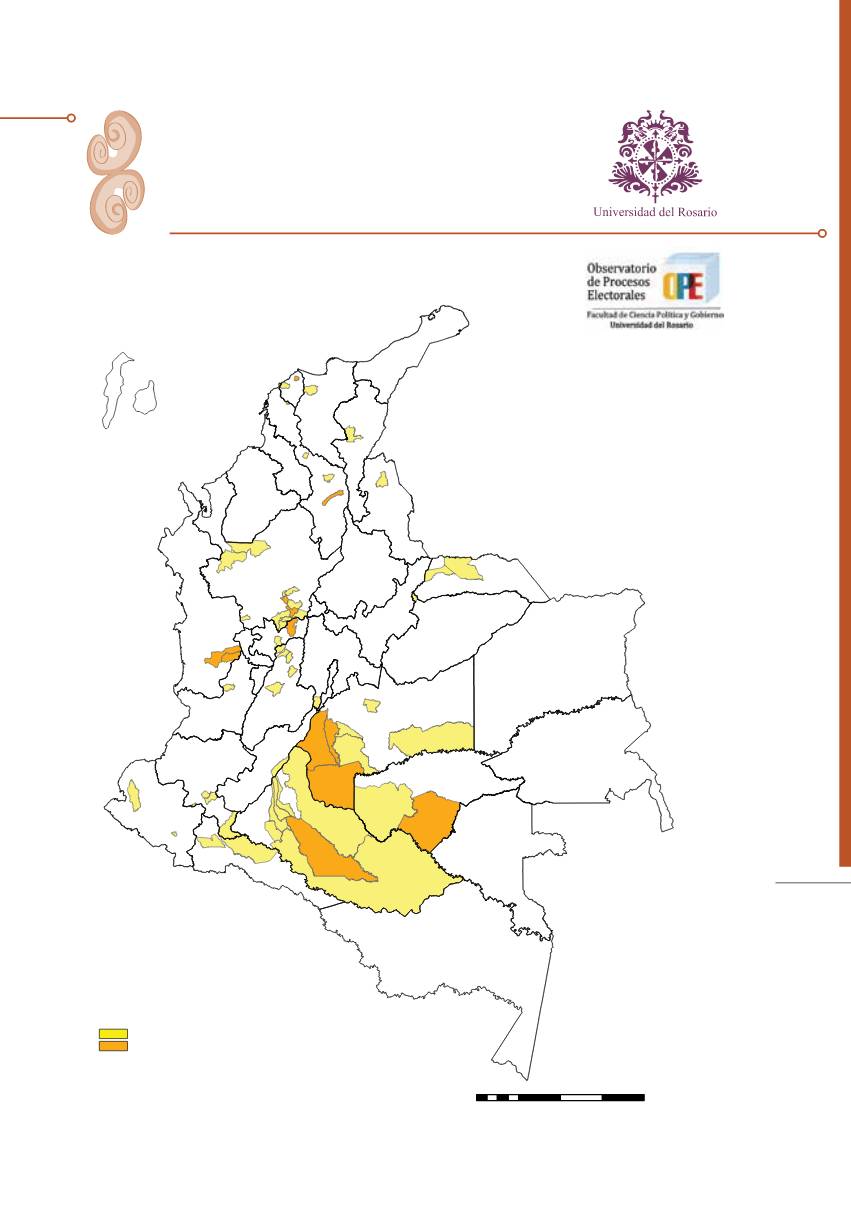 Universidad del Rosario
Observatorio
de Procesos
Electorales
OPE
Facultad de Ciencia Política y Gobierno
Universidad del Rosario